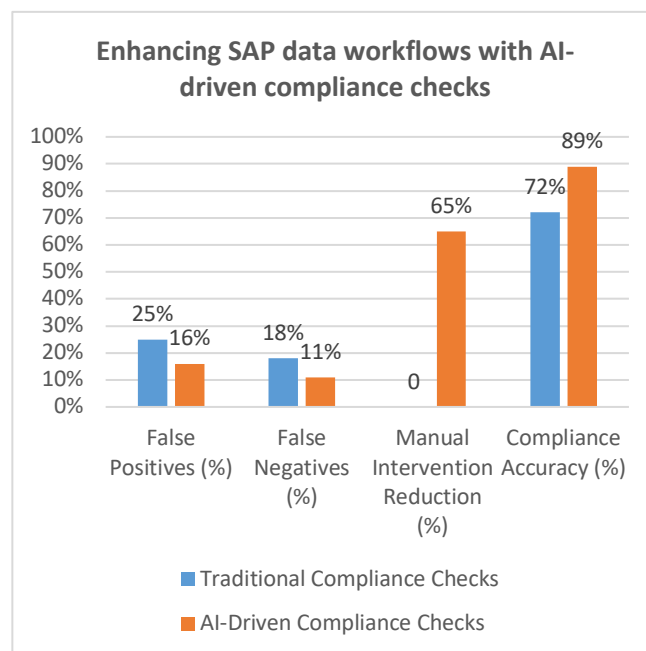 Enhancing SAP data workflows with AI-
driven compliance checks
100%
90%
80%
70%
60%
50%
40%
30%
20%
10%
0%
25%
16%
18%
11%
0
65%
72%
89%
False
Positives (%)
False
Negatives
(%)
Manual
Intervention
Reduction
(%)
Compliance
Accuracy (%)
Traditional Compliance Checks
AI-Driven Compliance Checks